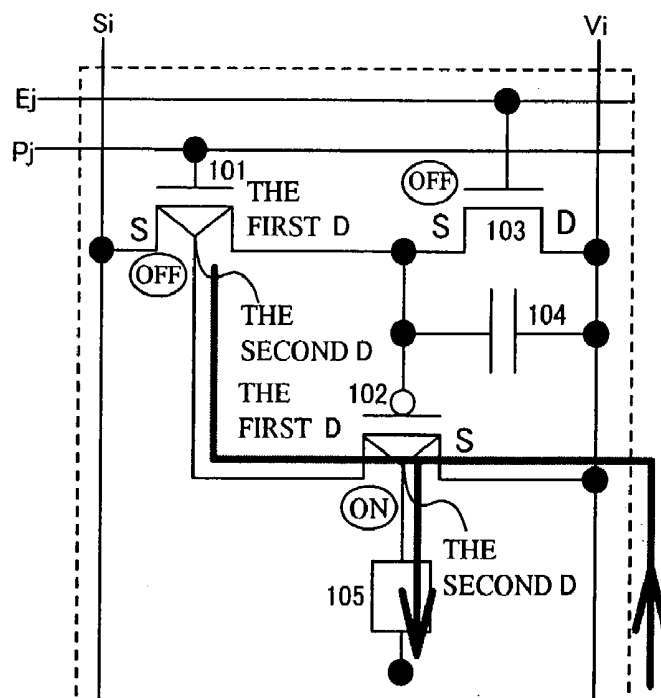 Si
Vi
Ej
Pj
101
OFF
THE
FIRST D
S
S
103
D
OFF
THE
SECOND D
104
THE
FIRST D
102
S
ON
THE
SECOND D
105